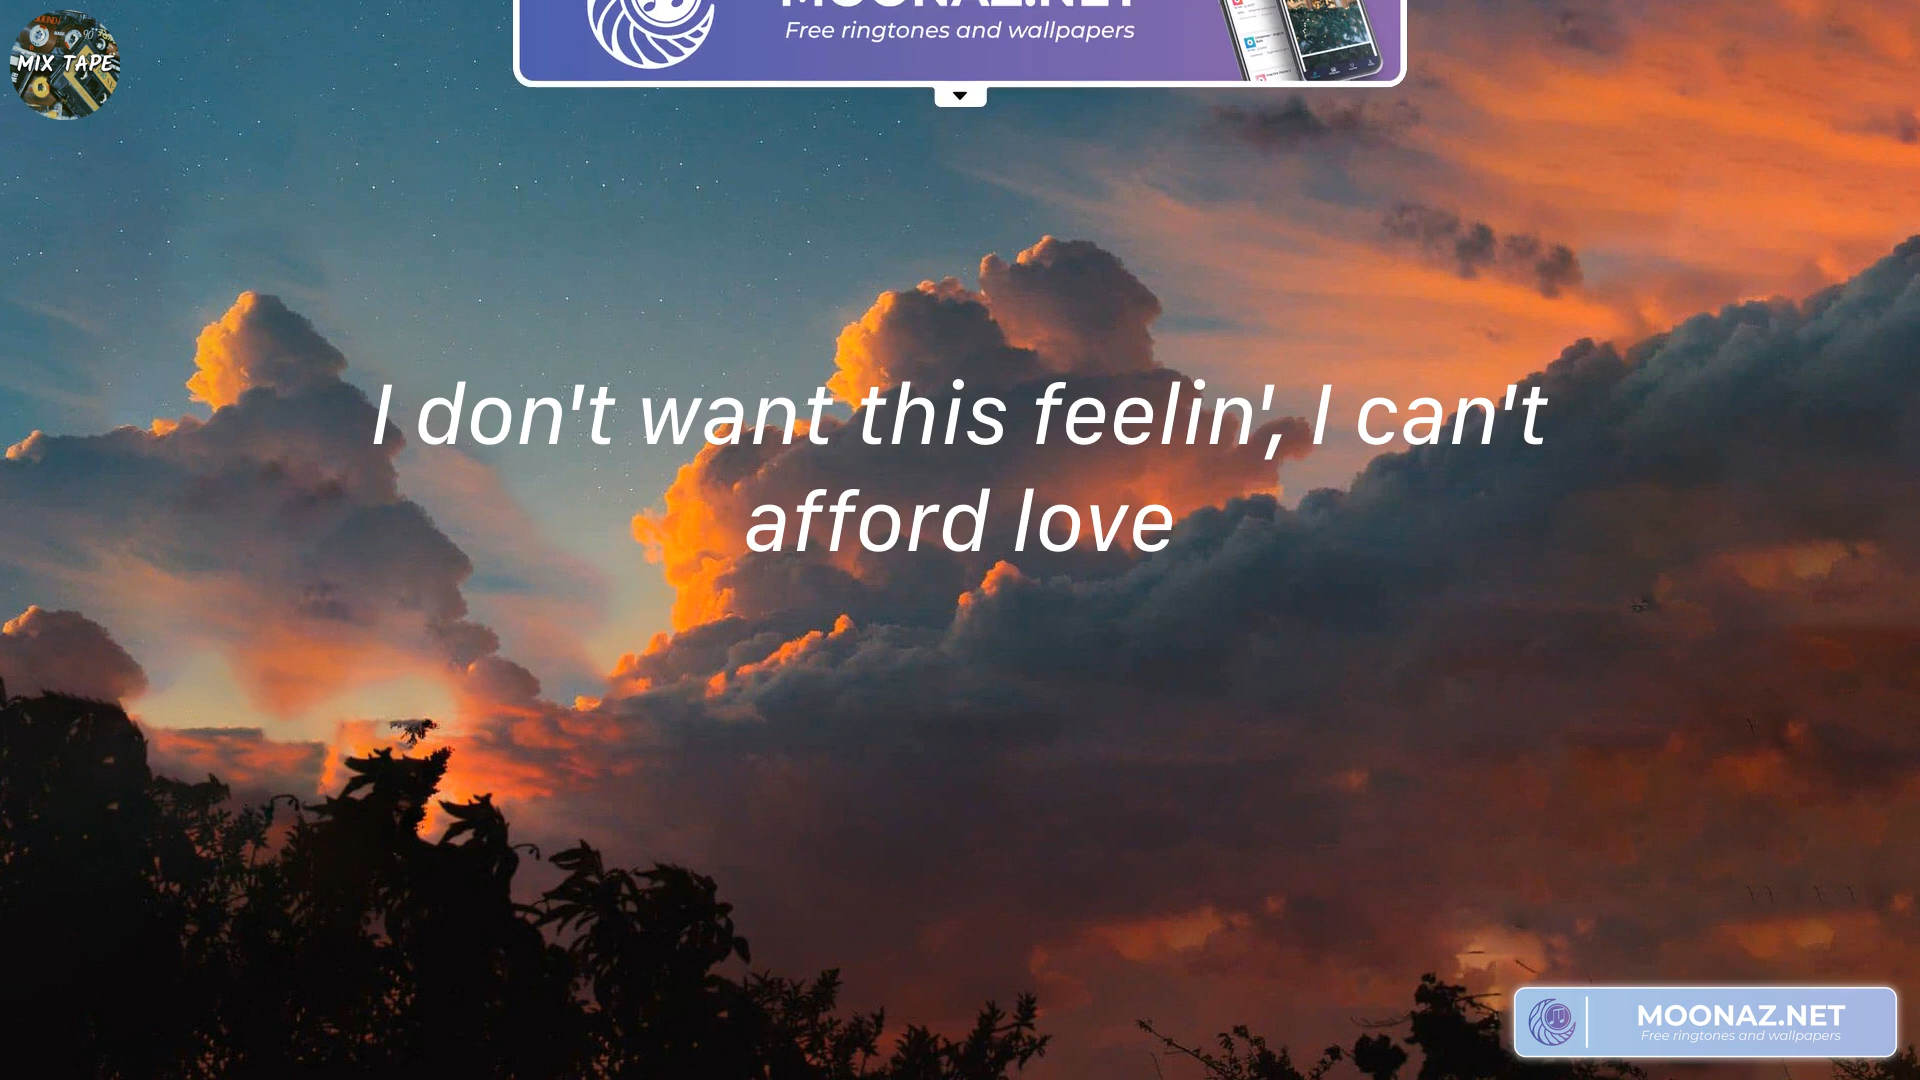 MOONAZ.NET
Free ringtones and wallpapers
MIX TAPE
I don't want this feelin', I can't
afford love
MOONAZ.NET
Free ringtones and wallpapers